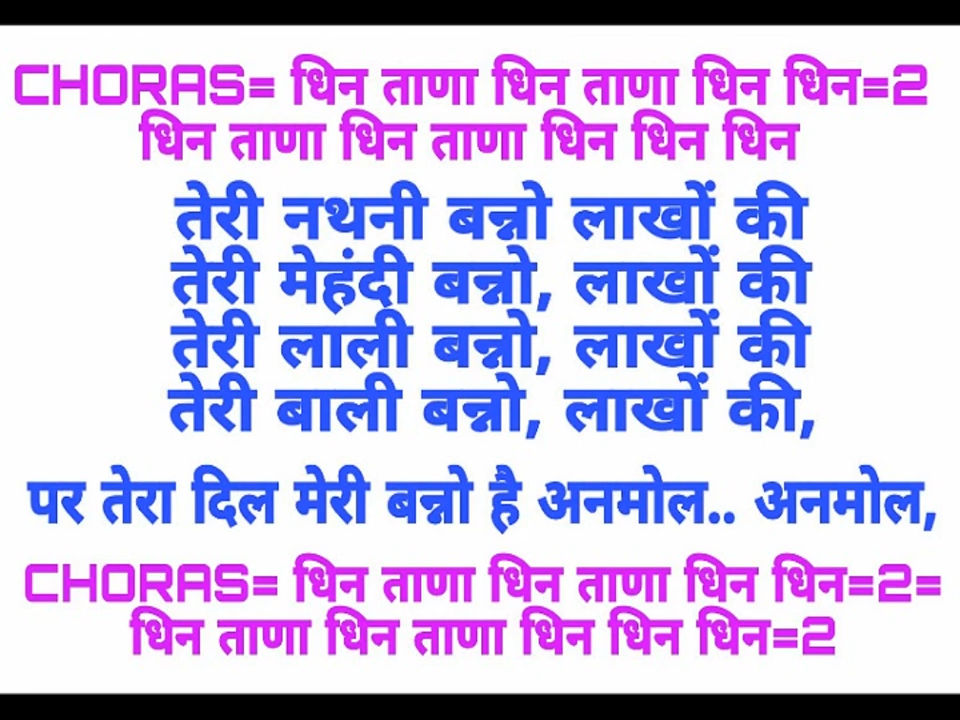 CHORAS= धिन ताणा धिन ताणा धिन धिन=2
धिन ताणा धिन ताणा धिन धिन धिन
तेरी नथनी बन्नो लाखों की
तेरी मेहंदी बन्नो, लाखों की
तेरी लाली बन्नो, लाखों की
तेरी बाली बन्नो, लाखों की,
पर तेरा दिल मेरी बन्नो है अनमोल.. अनमोल,
CHORAS= धिन ताणा धिन ताणा धिन धिन=2=
धिन ताणा धिन ताणा धिन धिन धिन=2